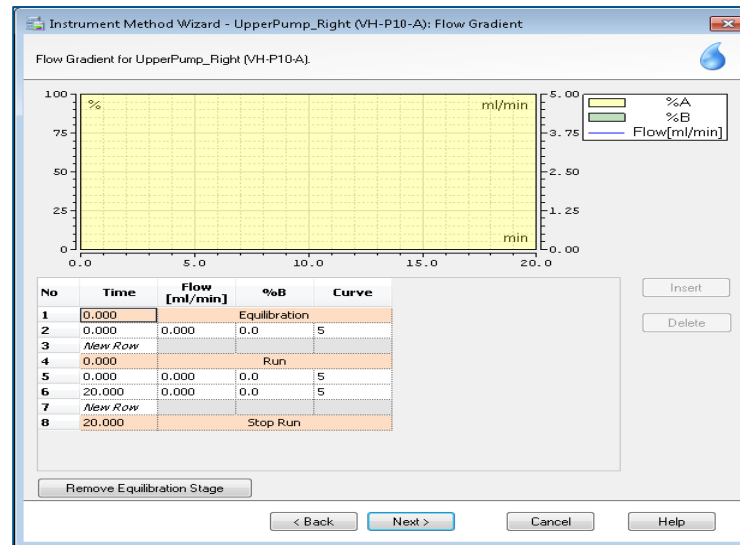 Instrument Method Wizard - UpperPump_Right (VH-P10-A): Flow Gradient
Flow Gradient for UpperPump_Right (VH-P10-A).
100 % ml/min 5.00 %A
%B
75 3.75 Flow[ml/min]
50 2.50
25 1.25
min
0 0.00
0.0 5.0 10.0 15.0 20.0
No Time Flow [ml/min] %B Curve Insert
1 0.000 Equilibration
2 0.000 0.000 0.0 5 Delete
3 New Row
4 0.000 Run
5 0.000 0.000 0.0 5
6 20.000 0.000 0.0 5
7 New Row
8 20.000 Stop Run
Remove Equilibration Stage
< Back Next > Cancel Help